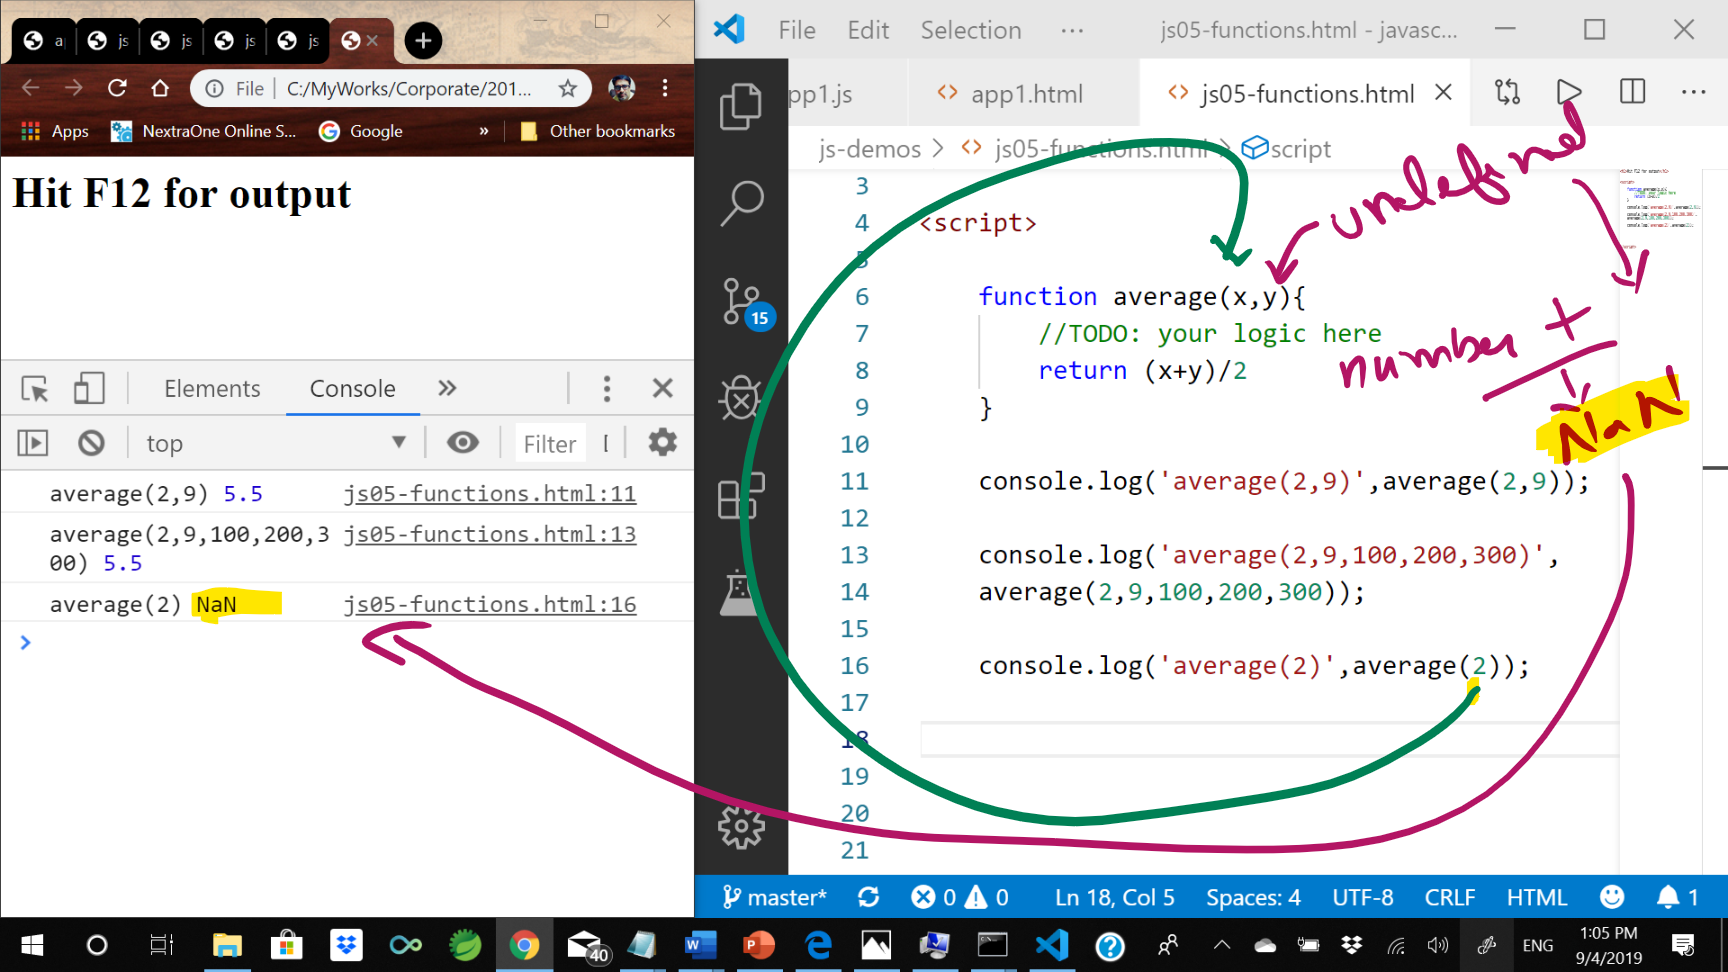 a
js
js
js
js
File
C:/MyWorks/Corporate/201...
Apps
NextraOne Online S...
Google
»
Other bookmarks
Hit F12 for output
Elements
Console
»
top
Filter
average(2,9) 5.5
js05-functions.html:11
average(2,9,100,200,3
00) 5.5
js05-functions.html:13
average(2) NaN
js05-functions.html:16
>
File
Edit
Selection
...
js05-functions.html - javasc...
pp1.js
<> app1.html
<> js05-functions.html
...
js-demos > <> js05-functions.html > script
15
3
4 <script>
5
6 function average(x,y){
7 //TODO: your logic here
8 return (x+y)/2
9 }
10
11 console.log('average(2,9)',average(2,9));
12
13 console.log('average(2,9,100,200,300)',
14 average(2,9,100,200,300));
15
16 console.log('average(2)',average(2));
17
18
19
20
21
undefined
number +
NaN
master*
0
0
Ln 18, Col 5
Spaces: 4
UTF-8
CRLF
HTML
1
40
ENG
1:05 PM
9/4/2019